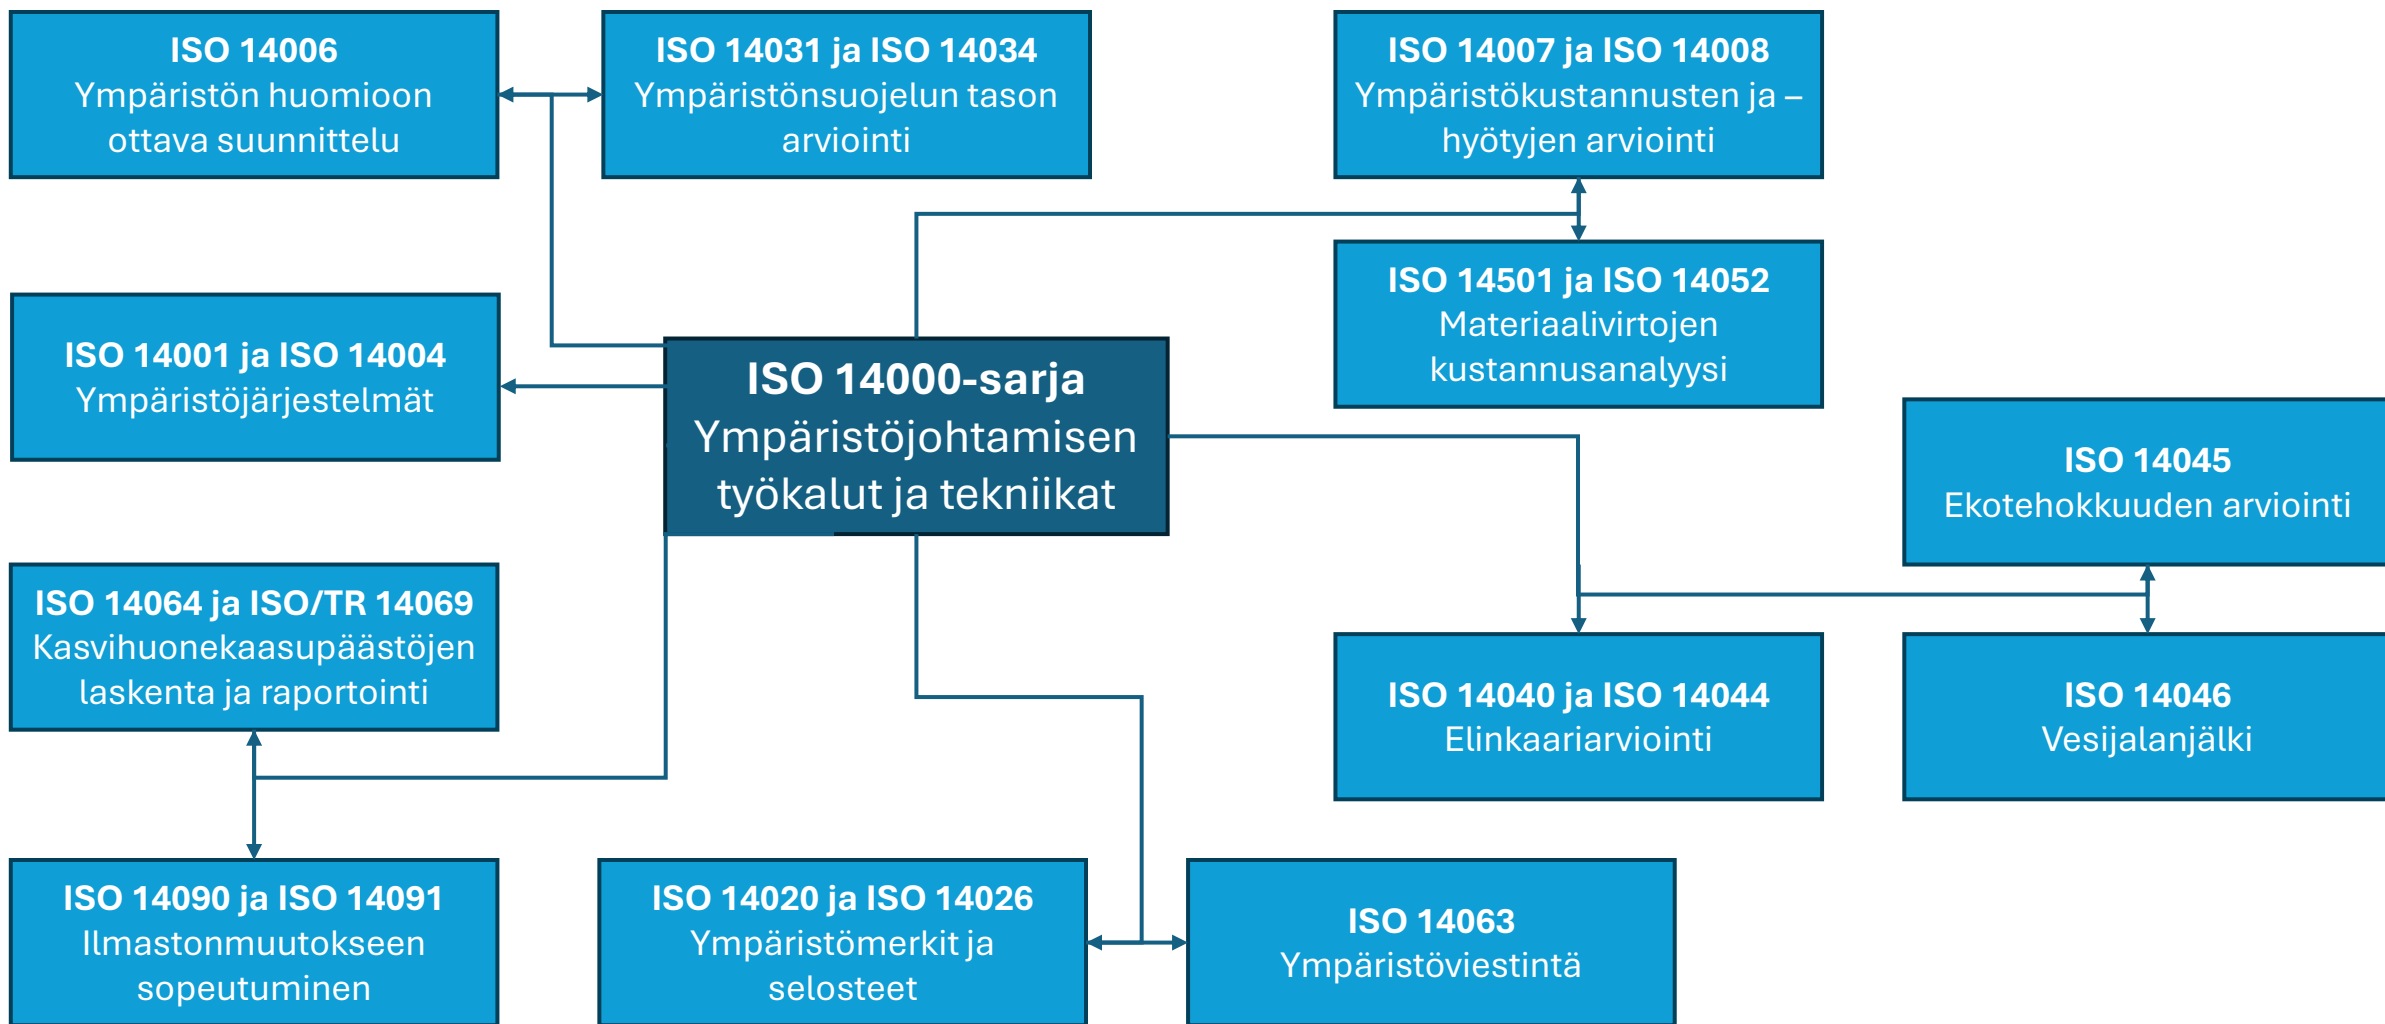 ISO 14006
Ympäristön huomioon
ottava suunnittelu
ISO 14031 ja ISO 14034
Ympäristönsuojelun tason
arviointi
ISO 14007 ja ISO 14008
Ympäristökustannusten ja –
hyötyjen arviointi
ISO 14501 ja ISO 14052
Materiaalivirtojen
kustannusanalyysi
ISO 14001 ja ISO 14004
Ympäristöjärjestelmät
ISO 14000-sarja
Ympäristöjohtamisen
työkalut ja tekniikat
ISO 14045
Ekotehokkuuden arviointi
ISO 14064 ja ISO/TR 14069
Kasvihuonekaasupäästöjen
laskenta ja raportointi
ISO 14040 ja ISO 14044
Elinkaariarviointi
ISO 14046
Vesijalanjälki
ISO 14090 ja ISO 14091
Ilmastonmuutokseen
sopeutuminen
ISO 14020 ja ISO 14026
Ympäristömerkit ja
selosteet
ISO 14063
Ympäristöviestintä